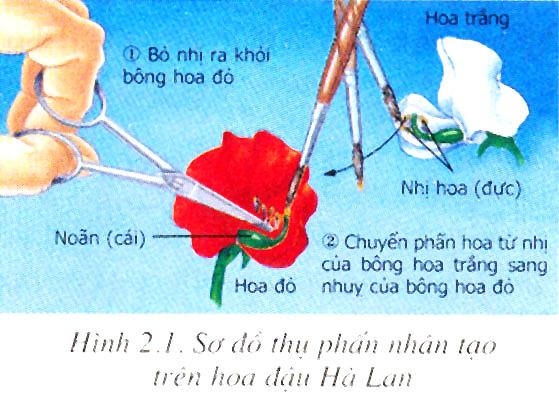 Hoa trắng
① Bỏ nhị ra khỏi
bông hoa đỏ
Nhị hoa (đực)
Noãn (cái)
② Chuyển phấn hoa từ nhị
của bông hoa trắng sang
nhuỵ của bông hoa đỏ
Hoa đỏ
Hình 2.1. Sơ đồ thụ phấn nhân tạo
trên hoa đậu Hà Lan